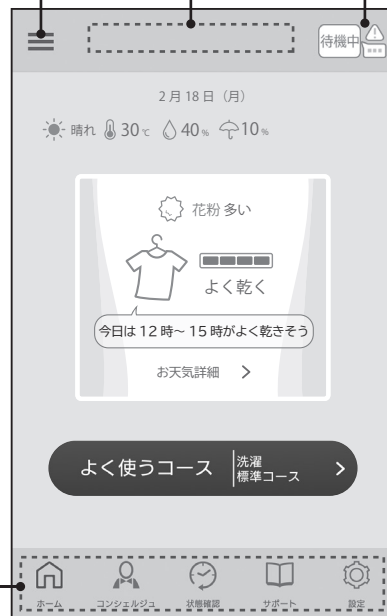 待機中
2月18日（月）
晴れ 30℃ 40% 10%
花粉 多い
よく乾く
今日は12時～15時がよく乾きそう
お天気詳細 >
よく使うコース 洗濯
標準コース >
ホーム コンシェルジュ 状態確認 サポート 設定